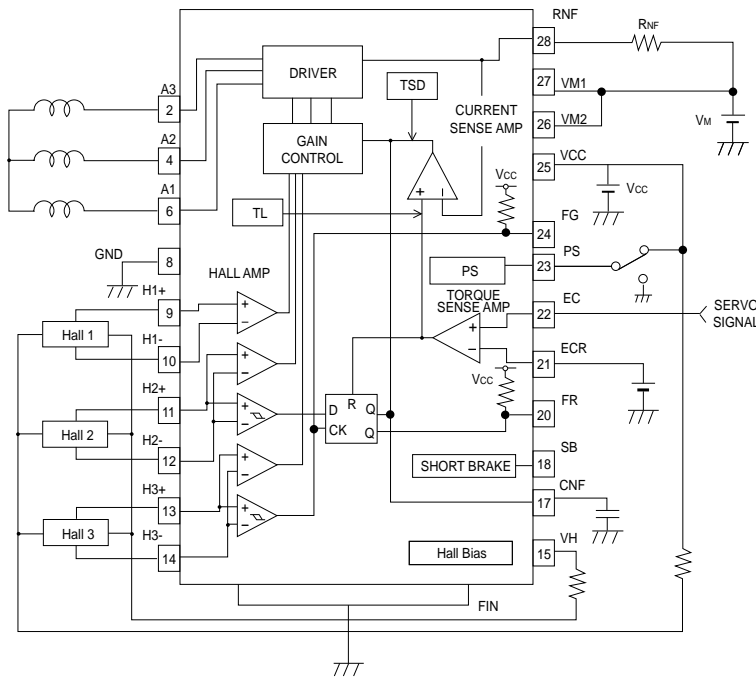 RNF
28
RNF
DRIVER
TSD
A3
2
27
VM1
CURRENT
SENSE AMP
A2
4
GAIN
CONTROL
26
VM2
VM
VCC
25
VCC
A1
6
TL
VCC
FG
24
GND
8
PS
23
PS
HALL AMP
TORQUE
SENSE AMP
EC
22
SERVO
SIGNAL
H1+
9
Hall 1
H1-
10
+
−
+
−
+
−
ECR
21
H2+
11
+
−
VCC
FR
20
Hall 2
+
−
D
R
Q
CK
Q
H2-
12
SB
18
SHORT BRAKE
H3+
13
+
−
CNF
17
Hall 3
+
−
H3-
14
Hall Bias
VH
15
FIN